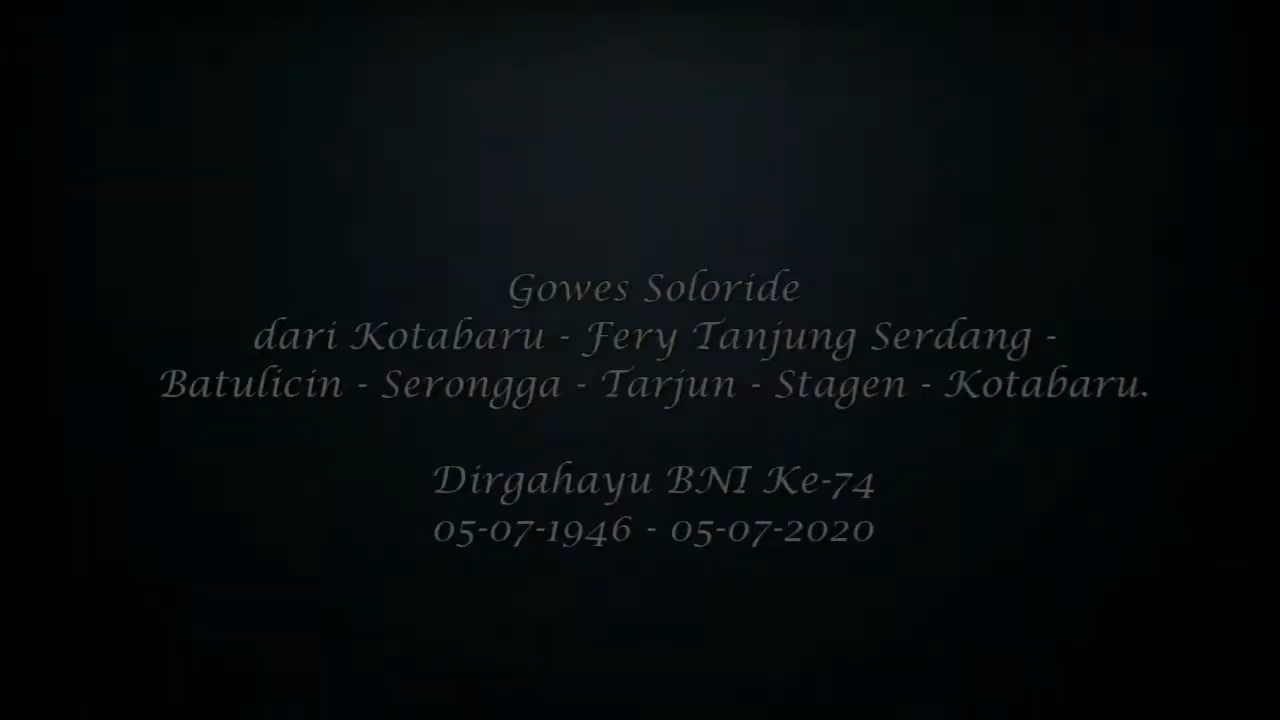 Gowes Soloride
dari Kotabaru - Fery Tanjung Serdang -
Batulicin - Serongga - Tarjun - Stagen - Kotabaru.
Dirgahayu BNI Ke-74
05-07-1946 - 05-07-2020